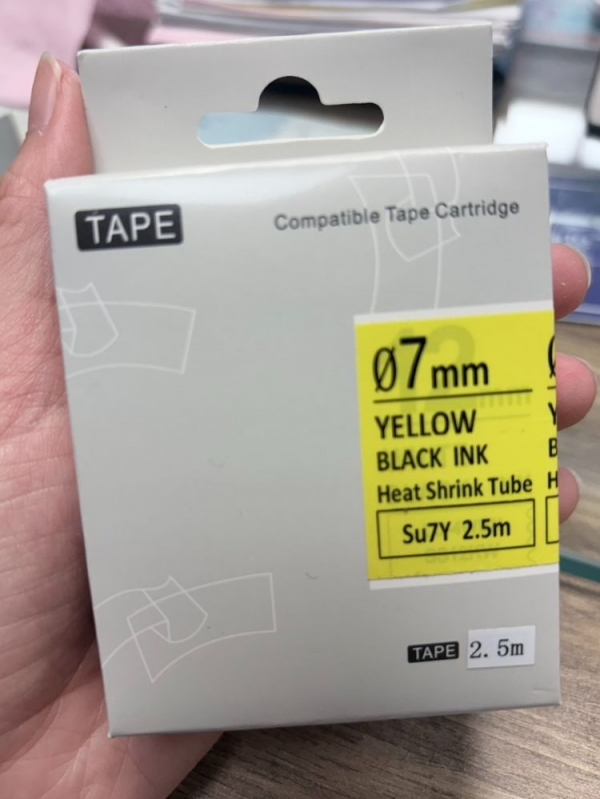 TAPE
Compatible Tape Cartridge
Ø7mm
YELLOW
BLACK INK
Heat Shrink Tube
Su7Y 2.5m
TAPE 2.5m